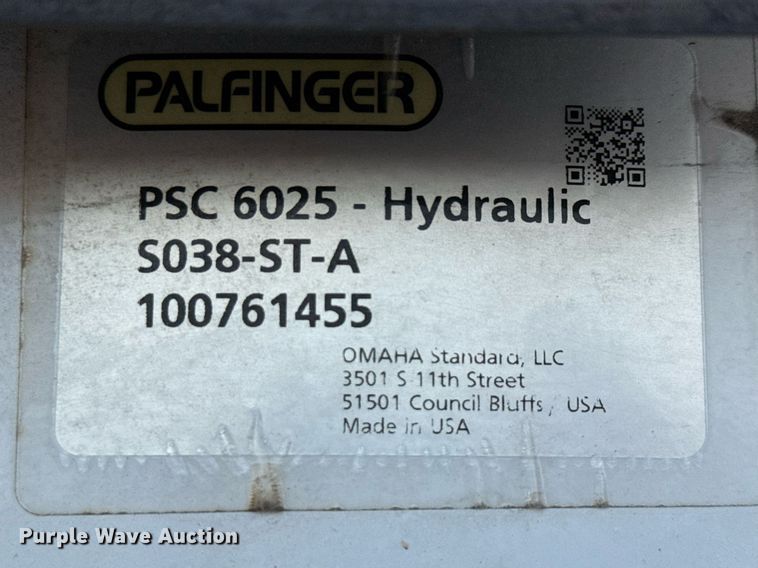 PALFINGER
PSC 6025 - Hydraulic
S038-ST-A
100761455
OMAHA Standard, LLC
3501 S 11th Street
51501 Council Bluffs / USA
Made in USA
Purple Wave Auction